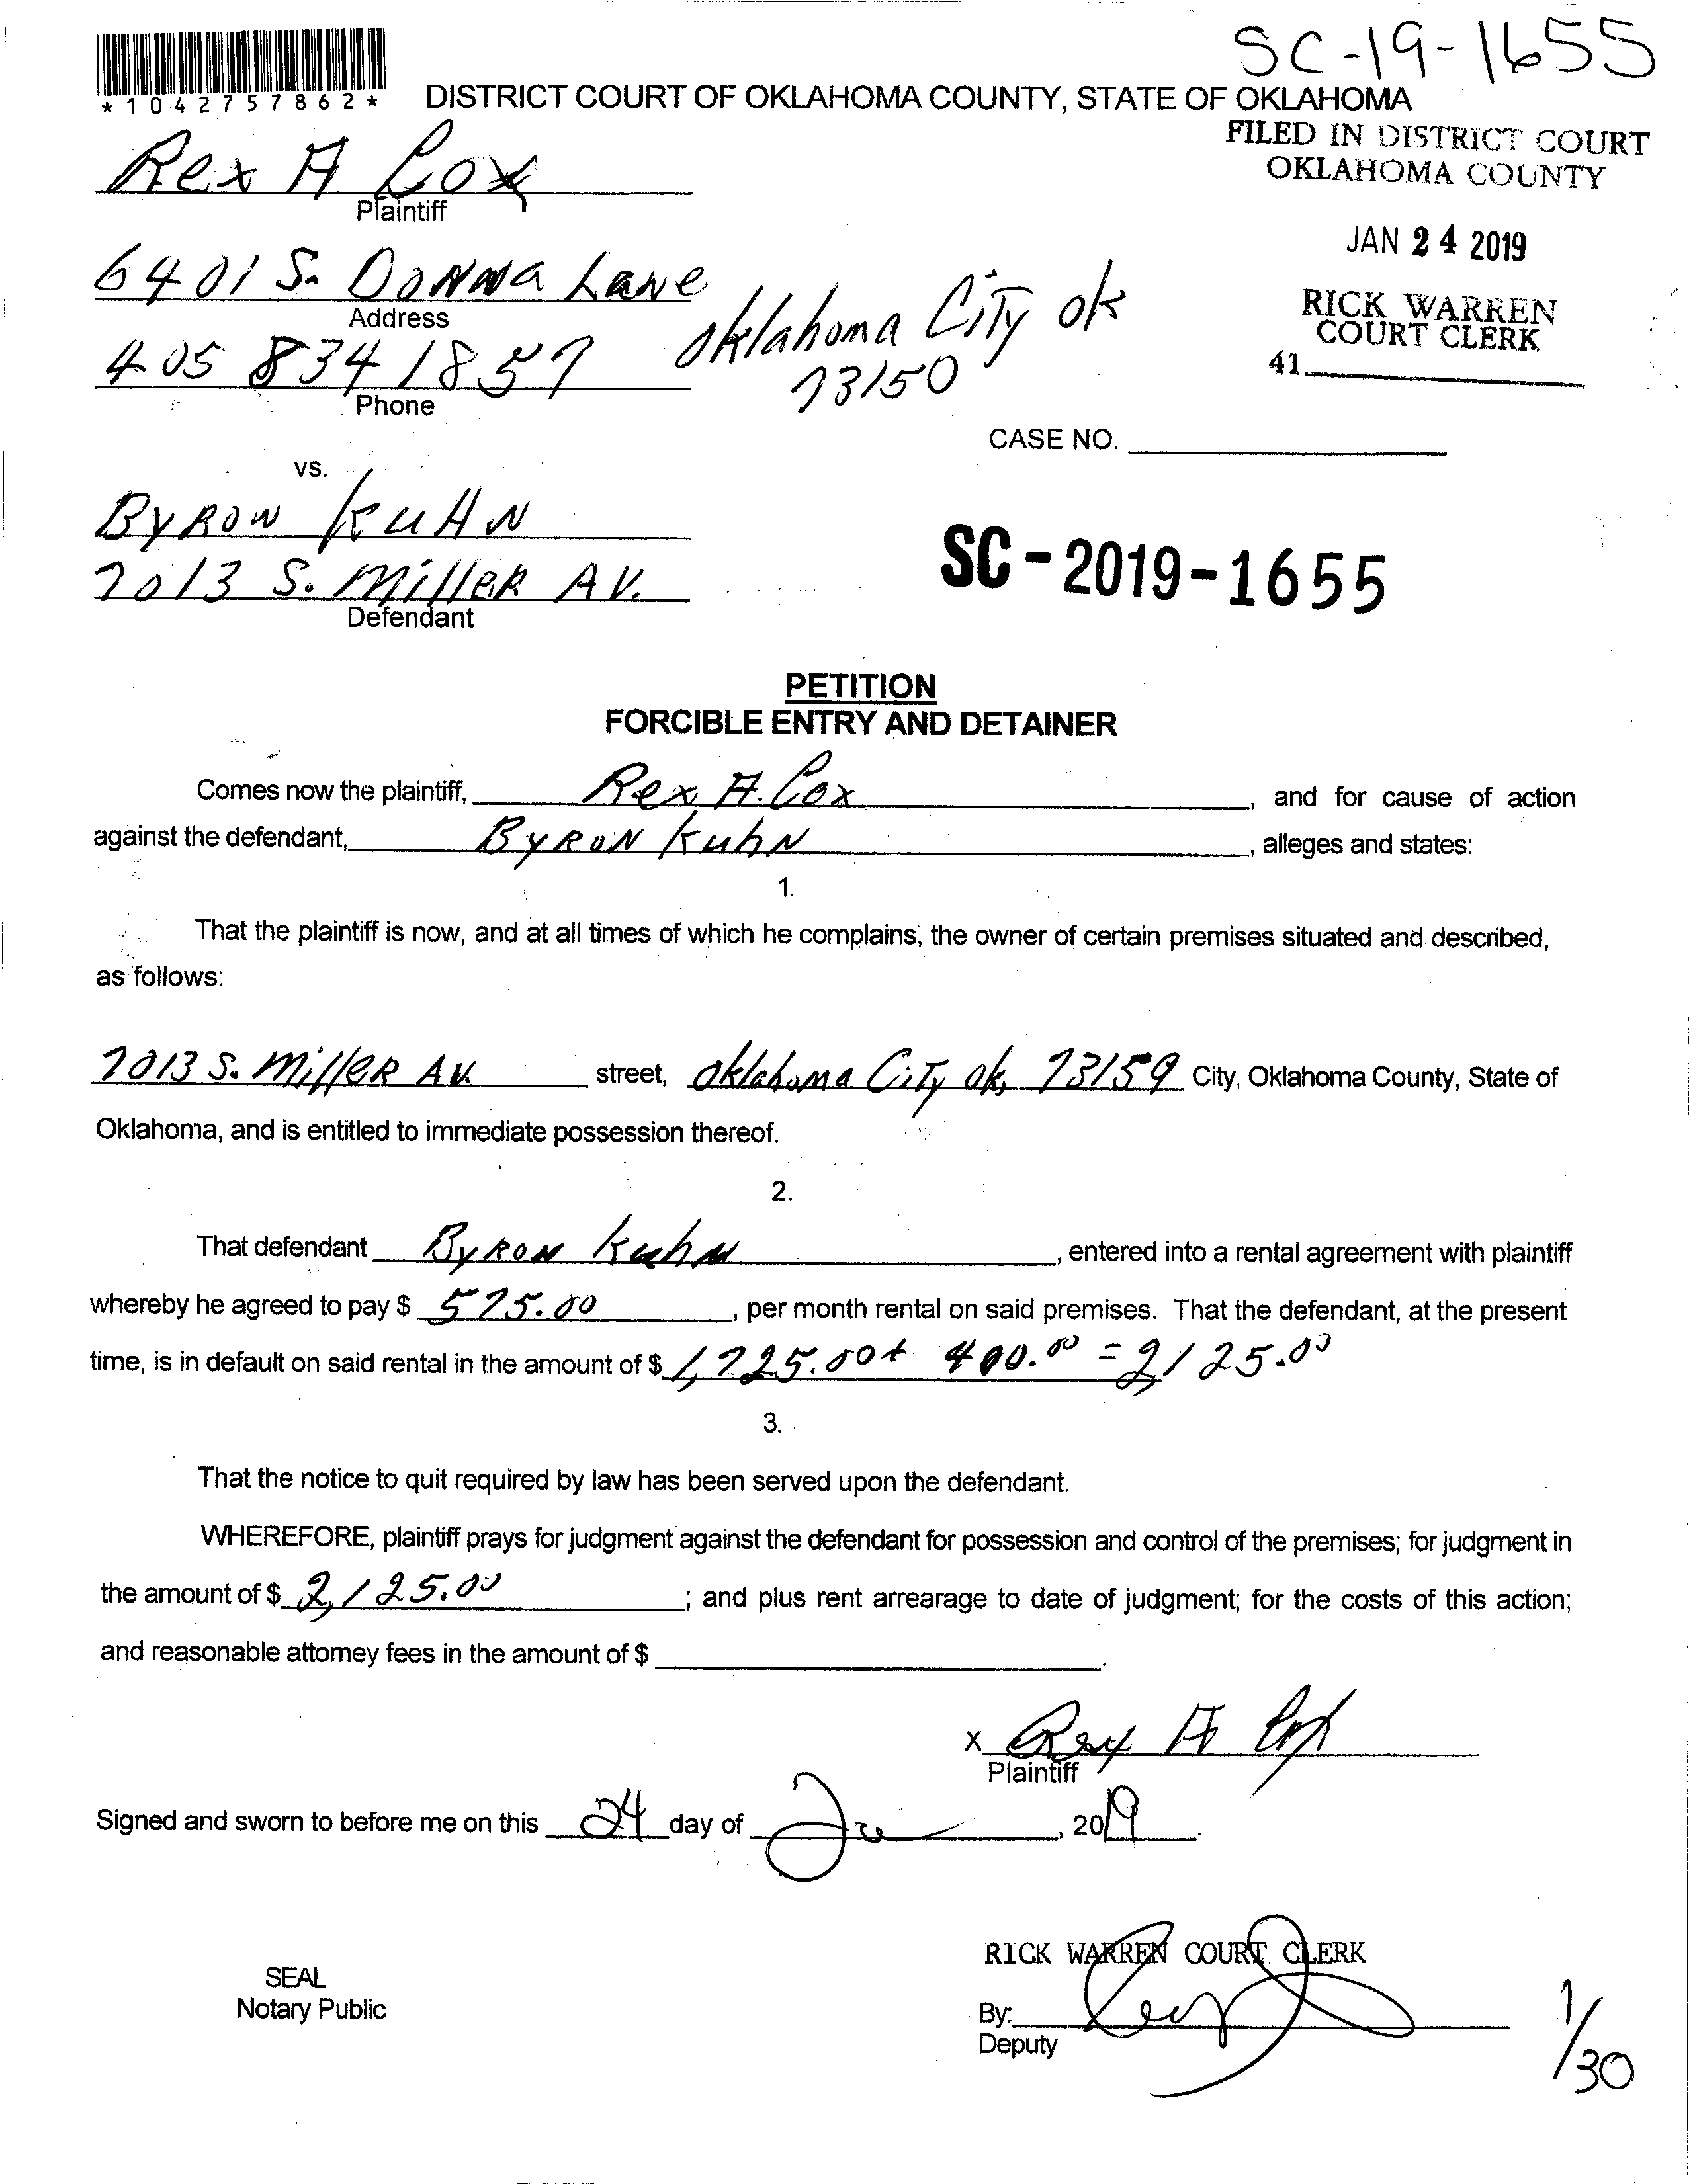 SC-19-1655
*1042757862*
DISTRICT COURT OF OKLAHOMA COUNTY, STATE OF OKLAHOMA
FILED IN DISTRICT COURT
OKLAHOMA COUNTY
JAN 24 2019
RICK WARREN
COURT CLERK
41
Rex A Cox
Plaintiff
6401 S. Donna Lane
Address
Oklahoma City ok
73150
405 834 1857
Phone
CASE NO.
vs.
Byron Kuhn
7013 S. Miller Av.
Defendant
SC-2019-1655
PETITION
FORCIBLE ENTRY AND DETAINER
Comes now the plaintiff, Rex A. Cox, and for cause of action
against the defendant, Byron Kuhn, alleges and states:
1.
That the plaintiff is now, and at all times of which he complains, the owner of certain premises situated and described,
as follows:
7013 S. Miller Av. street, Oklahoma City ok, 73159 City, Oklahoma County, State of
Oklahoma, and is entitled to immediate possession thereof.
2.
That defendant Byron Kuhn, entered into a rental agreement with plaintiff
whereby he agreed to pay $ 575.00, per month rental on said premises. That the defendant, at the present
time, is in default on said rental in the amount of $ 1,725.00 + 400.00 = 2,125.00
3.
That the notice to quit required by law has been served upon the defendant.
WHEREFORE, plaintiff prays for judgment against the defendant for possession and control of the premises; for judgment in
the amount of $ 2,125.00; and plus rent arrearage to date of judgment; for the costs of this action;
and reasonable attorney fees in the amount of $ .
x Rex A Cox
Plaintiff
Signed and sworn to before me on this 24 day of , 2019.
RICK WARREN COURT CLERK
SEAL
Notary Public
By:
Deputy
1/30